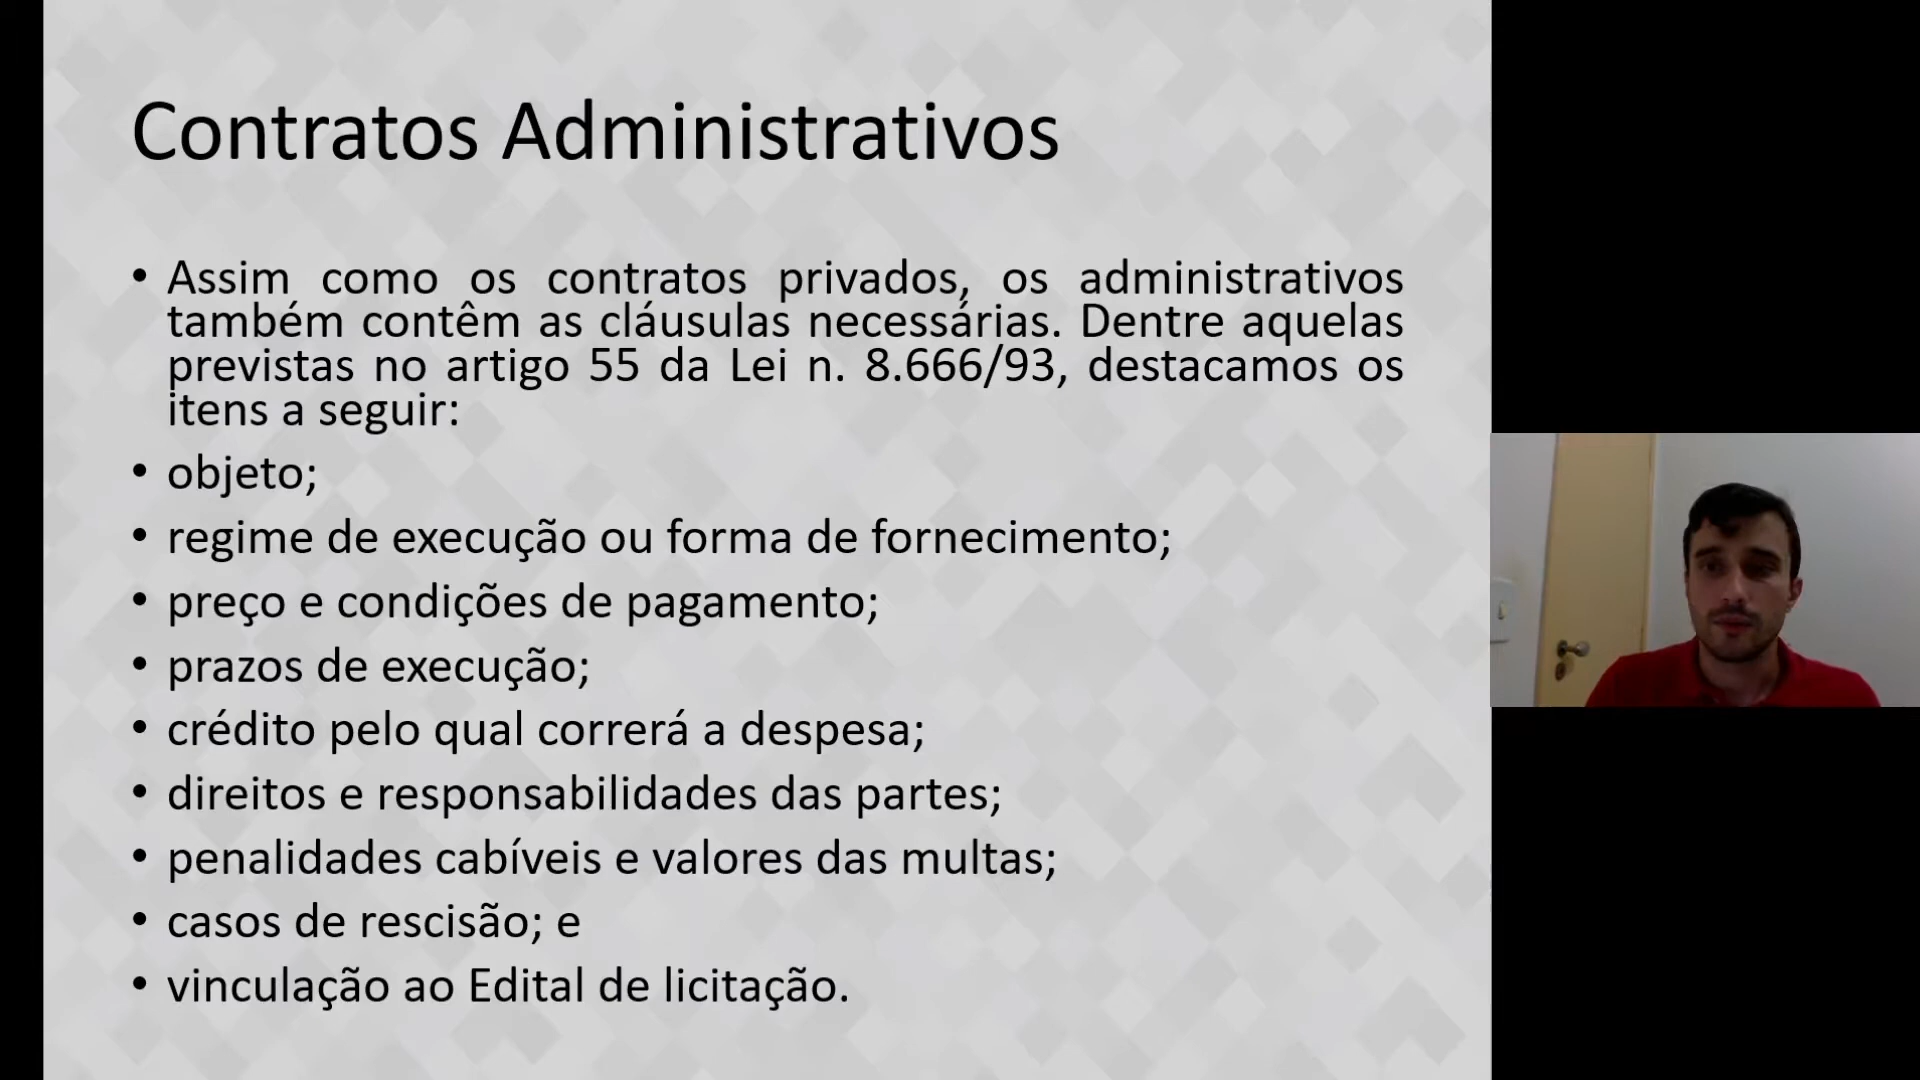 Contratos Administrativos
• Assim como os contratos privados, os administrativos
também contêm as cláusulas necessárias. Dentre aquelas
previstas no artigo 55 da Lei n. 8.666/93, destacamos os
itens a seguir:
• objeto;
• regime de execução ou forma de fornecimento;
• preço e condições de pagamento;
• prazos de execução;
• crédito pelo qual correrá a despesa;
• direitos e responsabilidades das partes;
• penalidades cabíveis e valores das multas;
• casos de rescisão; e
• vinculação ao Edital de licitação.